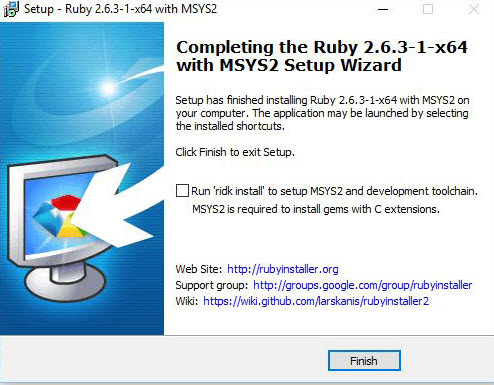 Setup - Ruby 2.6.3-1-x64 with MSYS2
Completing the Ruby 2.6.3-1-x64
with MSYS2 Setup Wizard
Setup has finished installing Ruby 2.6.3-1-x64 with MSYS2 on
your computer. The application may be launched by selecting
the installed shortcuts.
Click Finish to exit Setup.
Run 'ridk install' to setup MSYS2 and development toolchain.
MSYS2 is required to install gems with C extensions.
Web Site: http://rubyinstaller.org
Support group: http://groups.google.com/group/rubyinstaller
Wiki: https://wiki.github.com/larskanis/rubyinstaller2
Finish